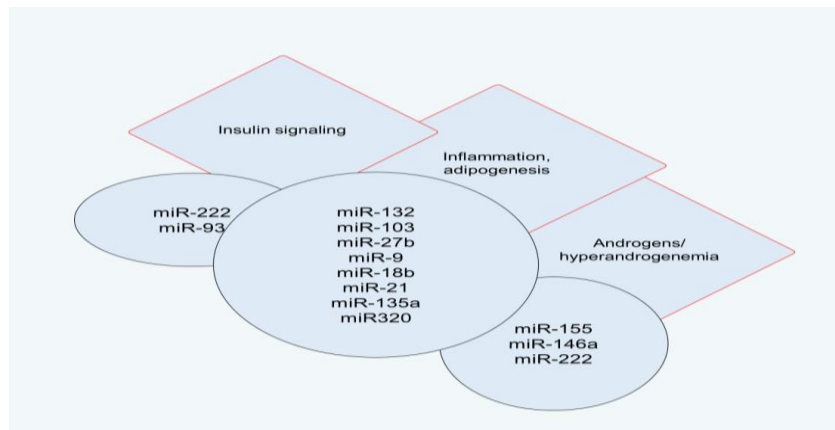 Insulin signaling
Inflammation,
adipogenesis
Androgens/
hyperandrogenemia
miR-222
miR-93
miR-132
miR-103
miR-27b
miR-9
miR-18b
miR-21
miR-135a
miR320
miR-155
miR-146a
miR-222